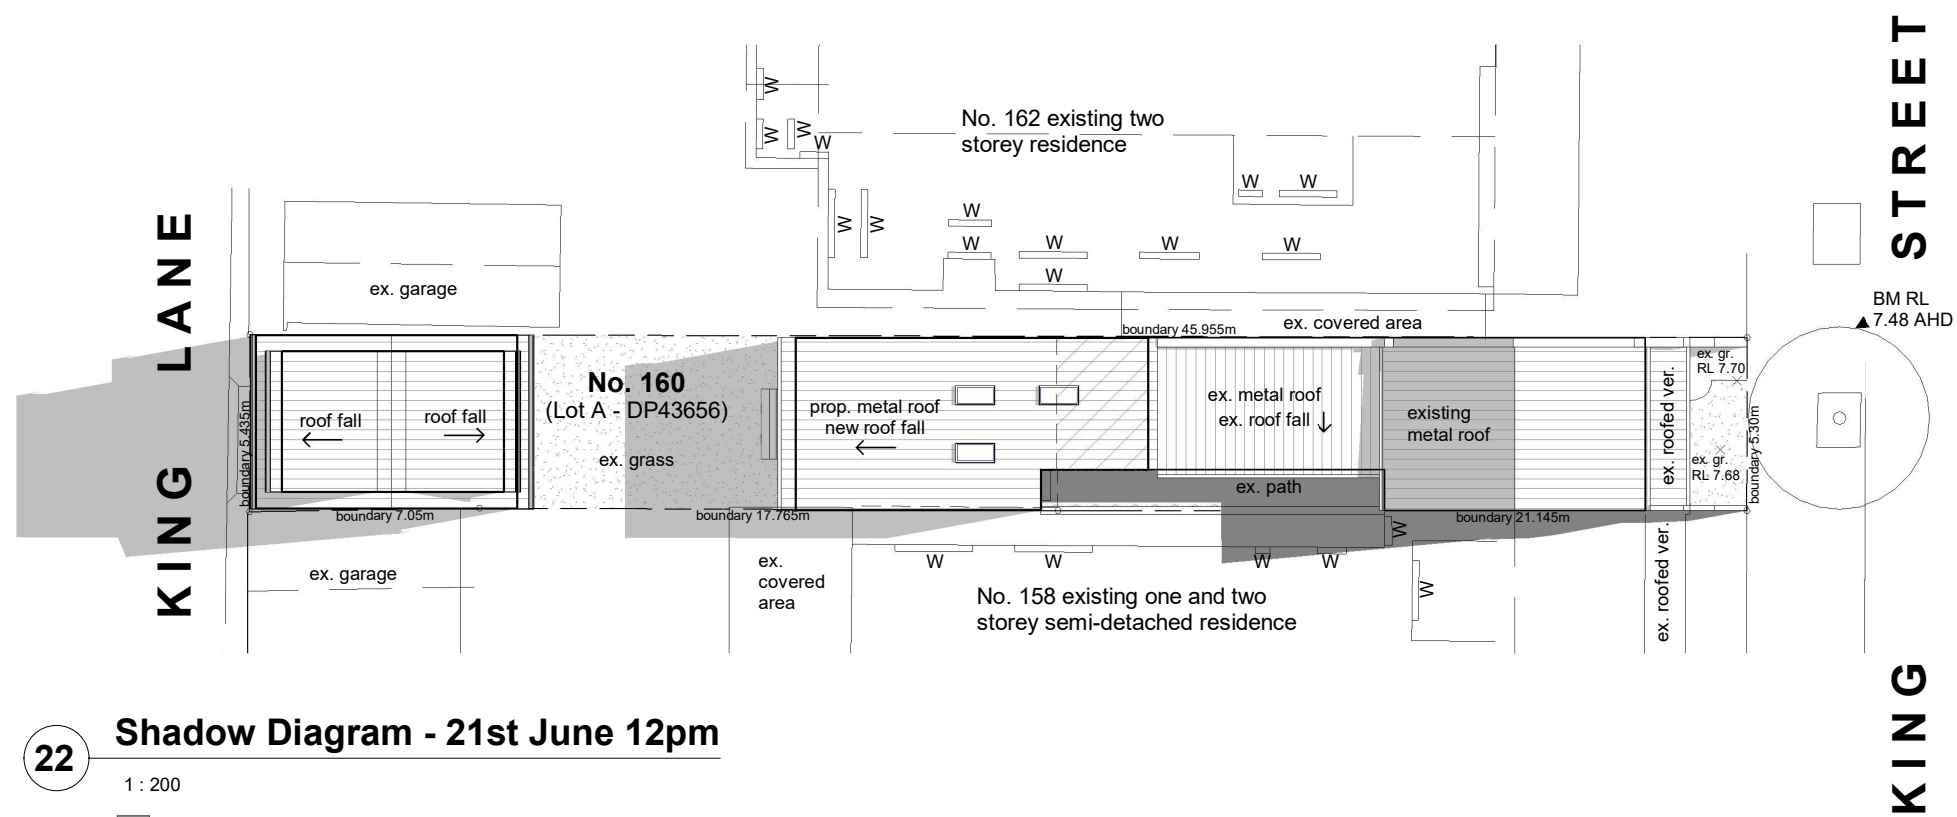 KING STREET
KING LANE
W
W
W
W
No. 162 existing two
storey residence
W
W
W
W
W
W
W
W
W
W
ex. garage
BM RL
7.48 AHD
boundary 45.955m
ex. covered area
ex. gr.
RL 7.70
No. 160
(Lot A - DP43656)
roof fall
roof fall
prop. metal roof
new roof fall
ex. metal roof
ex. roof fall
existing
metal roof
ex. roofed ver.
boundary 5.435m
boundary 5.30m
ex. grass
ex. gr.
RL 7.68
ex. path
boundary 7.05m
boundary 17.765m
boundary 21.145m
W
W
W
W
W
W
ex. garage
ex.
covered
area
No. 158 existing one and two
storey semi-detached residence
ex. roofed ver.
22
Shadow Diagram - 21st June 12pm
1 : 200